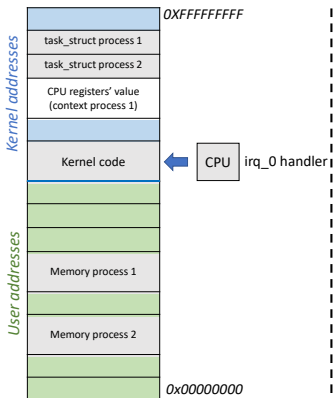 0XFFFFFFFFF
task_struct process 1
task_struct process 2
CPU registers' value
(context process 1)
Kernel addresses
Kernel code
CPU
irq_0 handler
User addresses
Memory process 1
Memory process 2
0x00000000